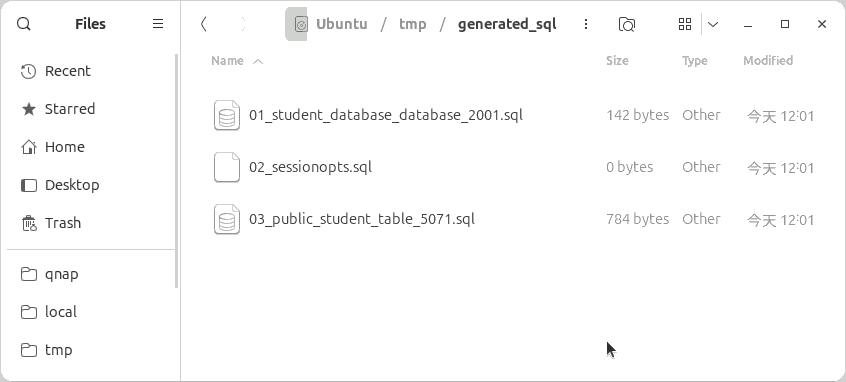 Files
Ubuntu / tmp / generated_sql
Recent
Starred
Home
Desktop
Trash
qnap
local
tmp
Name Size Type Modified
01_student_database_database_2001.sql 142 bytes Other 今天 12:01
02_sessionopts.sql 0 bytes Other 今天 12:01
03_public_student_table_5071.sql 784 bytes Other 今天 12:01